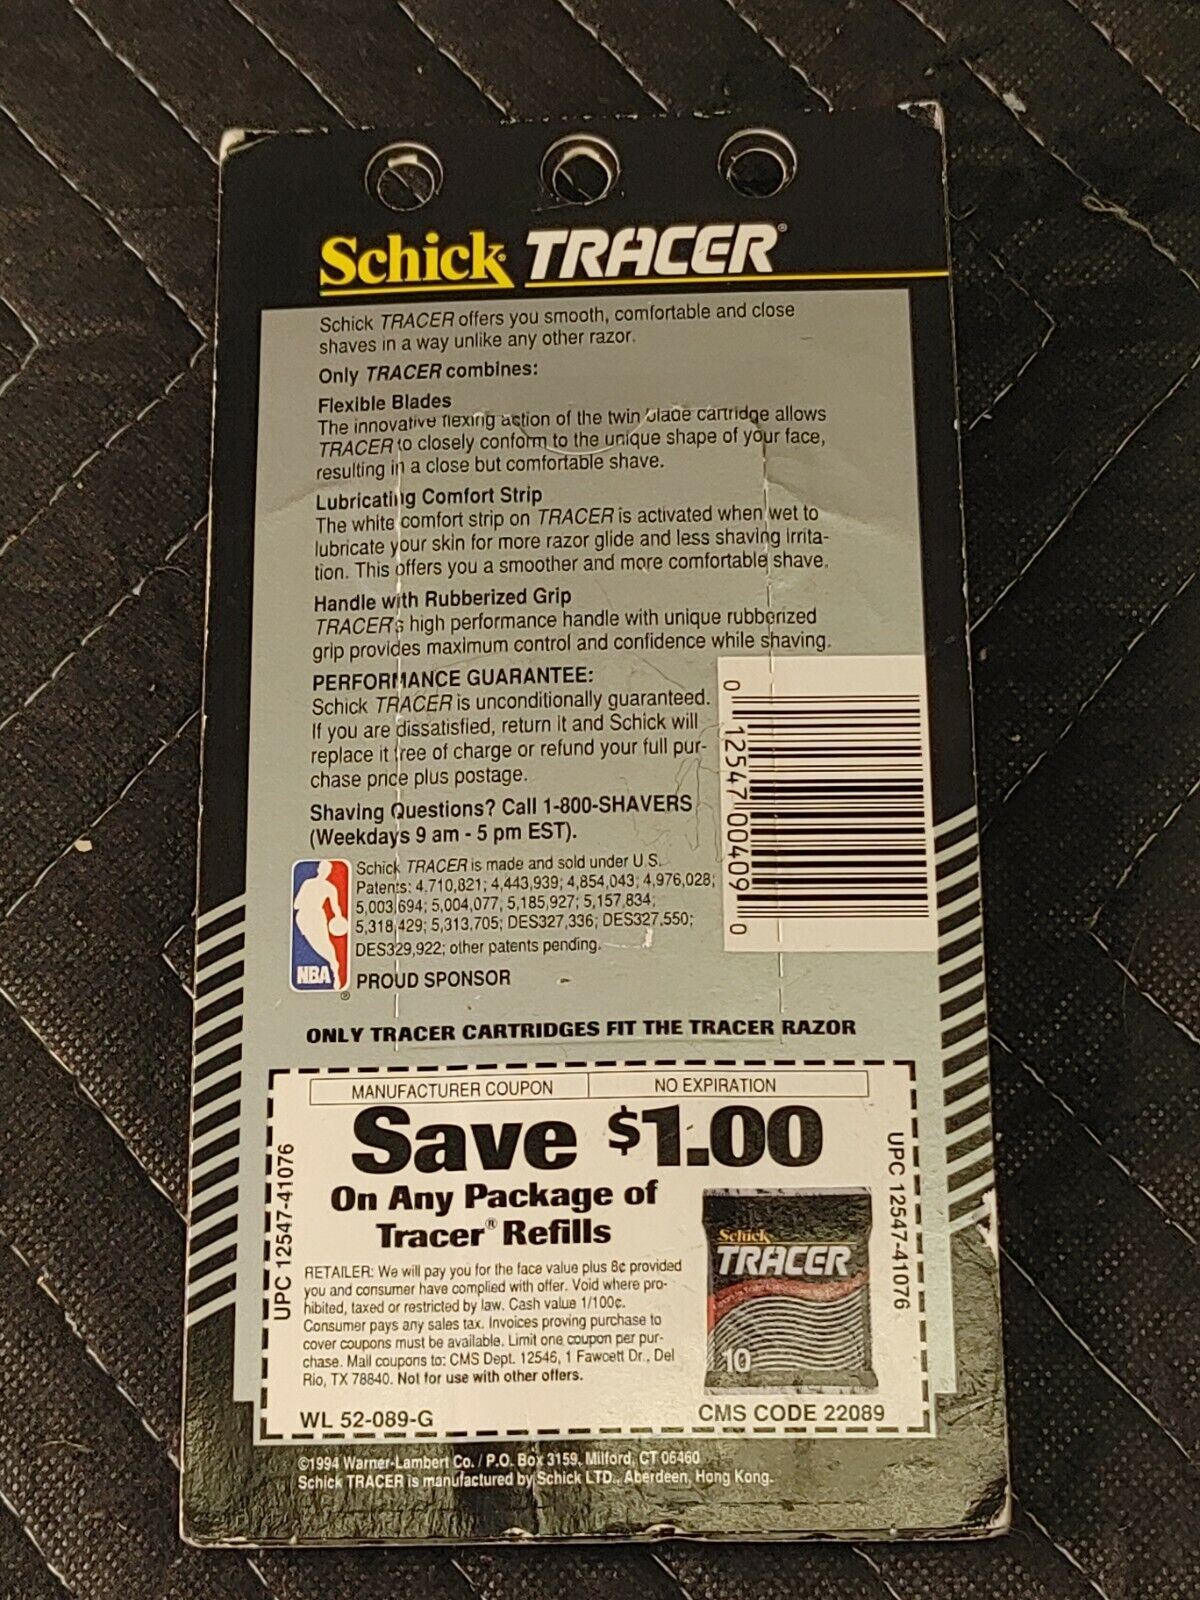 Schick® TRACER®
Schick TRACER offers you smooth, comfortable and close
shaves in a way unlike any other razor.
Only TRACER combines:
Flexible Blades
The innovative flexing action of the twin blade cartridge allows
TRACER to closely conform to the unique shape of your face,
resulting in a close but comfortable shave.
Lubricating Comfort Strip
The white comfort strip on TRACER is activated when wet to
lubricate your skin for more razor glide and less shaving irrita-
tion. This offers you a smoother and more comfortable shave.
Handle with Rubberized Grip
TRACER's high performance handle with unique rubberized
grip provides maximum control and confidence while shaving.
PERFORMANCE GUARANTEE:
Schick TRACER is unconditionally guaranteed.
If you are dissatisfied, return it and Schick will
replace it free of charge or refund your full pur-
chase price plus postage.
Shaving Questions? Call 1-800-SHAVERS
(Weekdays 9 am - 5 pm EST).
0 12547 00409 0
Schick TRACER is made and sold under U.S.
Patents: 4,710,821; 4,443,939; 4,854,043; 4,976,028;
5,003,694; 5,004,077; 5,185,927; 5,157,834;
5,318,429; 5,313,705; DES327,336; DES327,550;
DES329,922; other patents pending.
NBA ®
PROUD SPONSOR
ONLY TRACER CARTRIDGES FIT THE TRACER RAZOR
MANUFACTURER COUPON NO EXPIRATION
Save $1.00
On Any Package of
Tracer® Refills
UPC 12547-41076
UPC 12547-41076
RETAILER: We will pay you for the face value plus 8¢ provided
you and consumer have complied with offer. Void where pro-
hibited, taxed or restricted by law. Cash value 1/100¢.
Consumer pays any sales tax. Invoices proving purchase to
cover coupons must be available. Limit one coupon per pur-
chase. Mail coupons to: CMS Dept. 12546, 1 Fawcett Dr., Del
Rio, TX 78840. Not for use with other offers.
Schick
TRACER
10
WL 52-089-G
CMS CODE 22089
©1994 Warner-Lambert Co. / P.O. Box 3159, Milford, CT 06460
Schick TRACER is manufactured by Schick LTD., Aberdeen, Hong Kong.